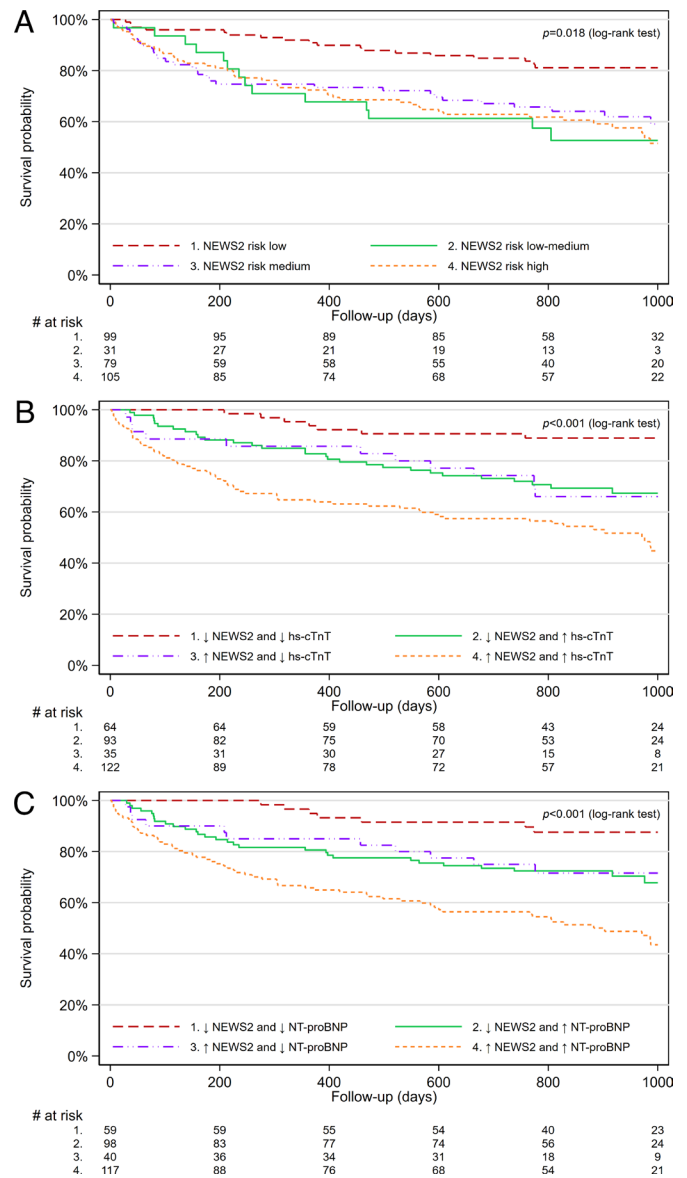 A
p=0.018 (log-rank test)
100%
80%
60%
40%
20%
0%
Survival probability
1. NEWS2 risk low
2. NEWS2 risk low-medium
3. NEWS2 risk medium
4. NEWS2 risk high
0 200 400 600 800 1000
Follow-up (days)
# at risk
1. 99 95 89 85 58 32
2. 31 27 21 19 13 3
3. 79 59 58 55 40 20
4. 105 85 74 68 57 22
B
p<0.001 (log-rank test)
100%
80%
60%
40%
20%
0%
Survival probability
1. ↓ NEWS2 and ↓ hs-cTnT
2. ↓ NEWS2 and ↑ hs-cTnT
3. ↑ NEWS2 and ↓ hs-cTnT
4. ↑ NEWS2 and ↑ hs-cTnT
0 200 400 600 800 1000
Follow-up (days)
# at risk
1. 64 64 59 58 43 24
2. 93 82 75 70 53 24
3. 35 31 30 27 15 8
4. 122 89 78 72 57 21
C
p<0.001 (log-rank test)
100%
80%
60%
40%
20%
0%
Survival probability
1. ↓ NEWS2 and ↓ NT-proBNP
2. ↓ NEWS2 and ↑ NT-proBNP
3. ↑ NEWS2 and ↓ NT-proBNP
4. ↑ NEWS2 and ↑ NT-proBNP
0 200 400 600 800 1000
Follow-up (days)
# at risk
1. 59 59 55 54 40 23
2. 98 83 77 74 56 24
3. 40 36 34 31 18 9
4. 117 88 76 68 54 21